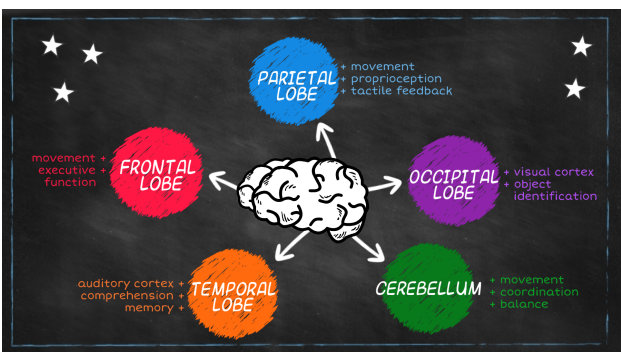 PARIETAL
LOBE
+ movement
+ proprioception
+ tactile feedback
movement +
executive +
function
FRONTAL
LOBE
OCCIPITAL
LOBE
+ visual cortex
+ object
identification
auditory cortex +
comprehension +
memory +
TEMPORAL
LOBE
CEREBELLUM
+ movement
+ coordination
+ balance